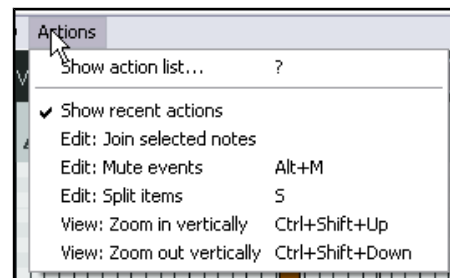 Actions
Show action list... ?
Show recent actions
Edit: Join selected notes
Edit: Mute events Alt+M
Edit: Split items S
View: Zoom in vertically Ctrl+Shift+Up
View: Zoom out vertically Ctrl+Shift+Down